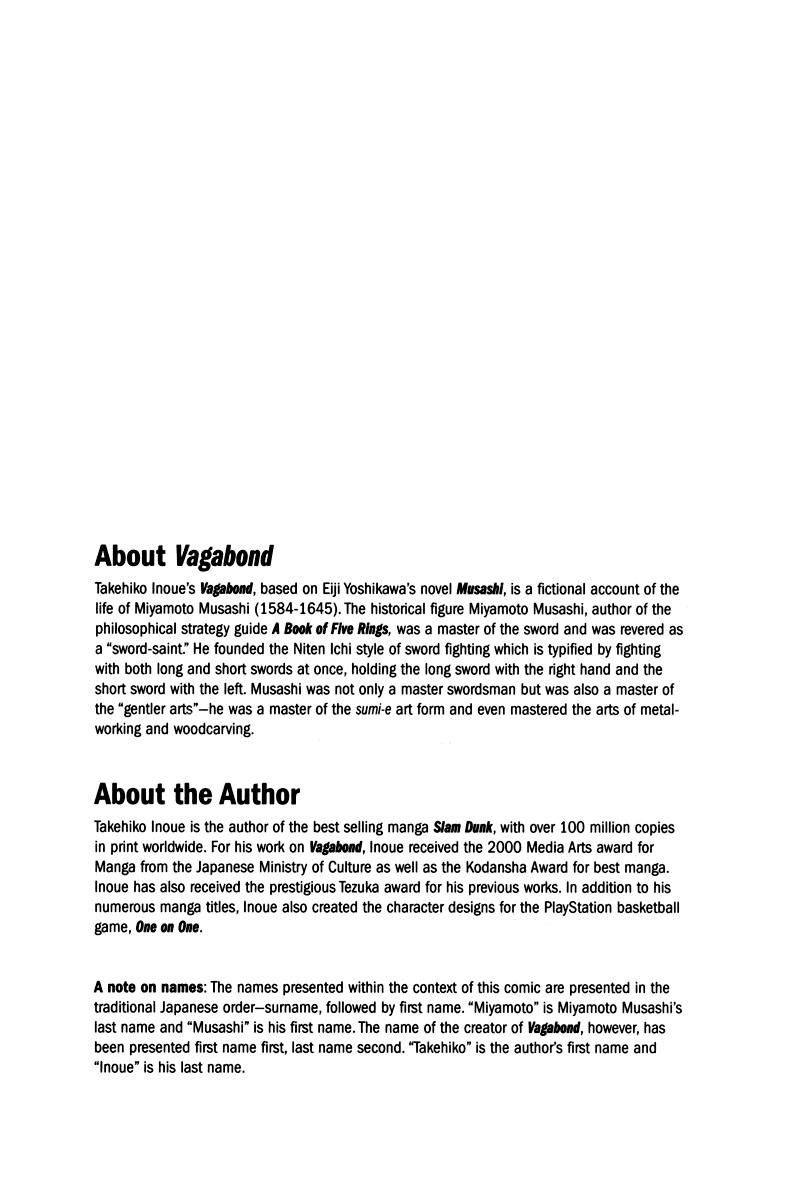 About Vagabond
Takehiko Inoue's Vagabond, based on Eiji Yoshikawa's novel Musashi, is a fictional account of the
life of Miyamoto Musashi (1584-1645). The historical figure Miyamoto Musashi, author of the
philosophical strategy guide A Book of Five Rings, was a master of the sword and was revered as
a "sword-saint." He founded the Niten Ichi style of sword fighting which is typified by fighting
with both long and short swords at once, holding the long sword with the right hand and the
short sword with the left. Musashi was not only a master swordsman but was also a master of
the "gentler arts"—he was a master of the sumi-e art form and even mastered the arts of metal-
working and woodcarving.
About the Author
Takehiko Inoue is the author of the best selling manga Slam Dunk, with over 100 million copies
in print worldwide. For his work on Vagabond, Inoue received the 2000 Media Arts award for
Manga from the Japanese Ministry of Culture as well as the Kodansha Award for best manga.
Inoue has also received the prestigious Tezuka award for his previous works. In addition to his
numerous manga titles, Inoue also created the character designs for the PlayStation basketball
game, One on One.
A note on names: The names presented within the context of this comic are presented in the
traditional Japanese order—surname, followed by first name. "Miyamoto" is Miyamoto Musashi's
last name and "Musashi" is his first name. The name of the creator of Vagabond, however, has
been presented first name first, last name second. "Takehiko" is the author's first name and
"Inoue" is his last name.